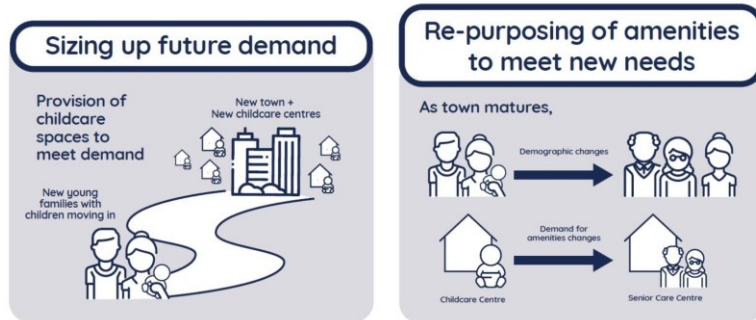 Sizing up future demand
Provision of
childcare
spaces to
meet demand
New town +
New childcare centres
New young
families with
children moving in
Re-purposing of amenities
to meet new needs
As town matures,
Demographic changes
Demand for
amenities changes
Childcare Centre
Senior Care Centre